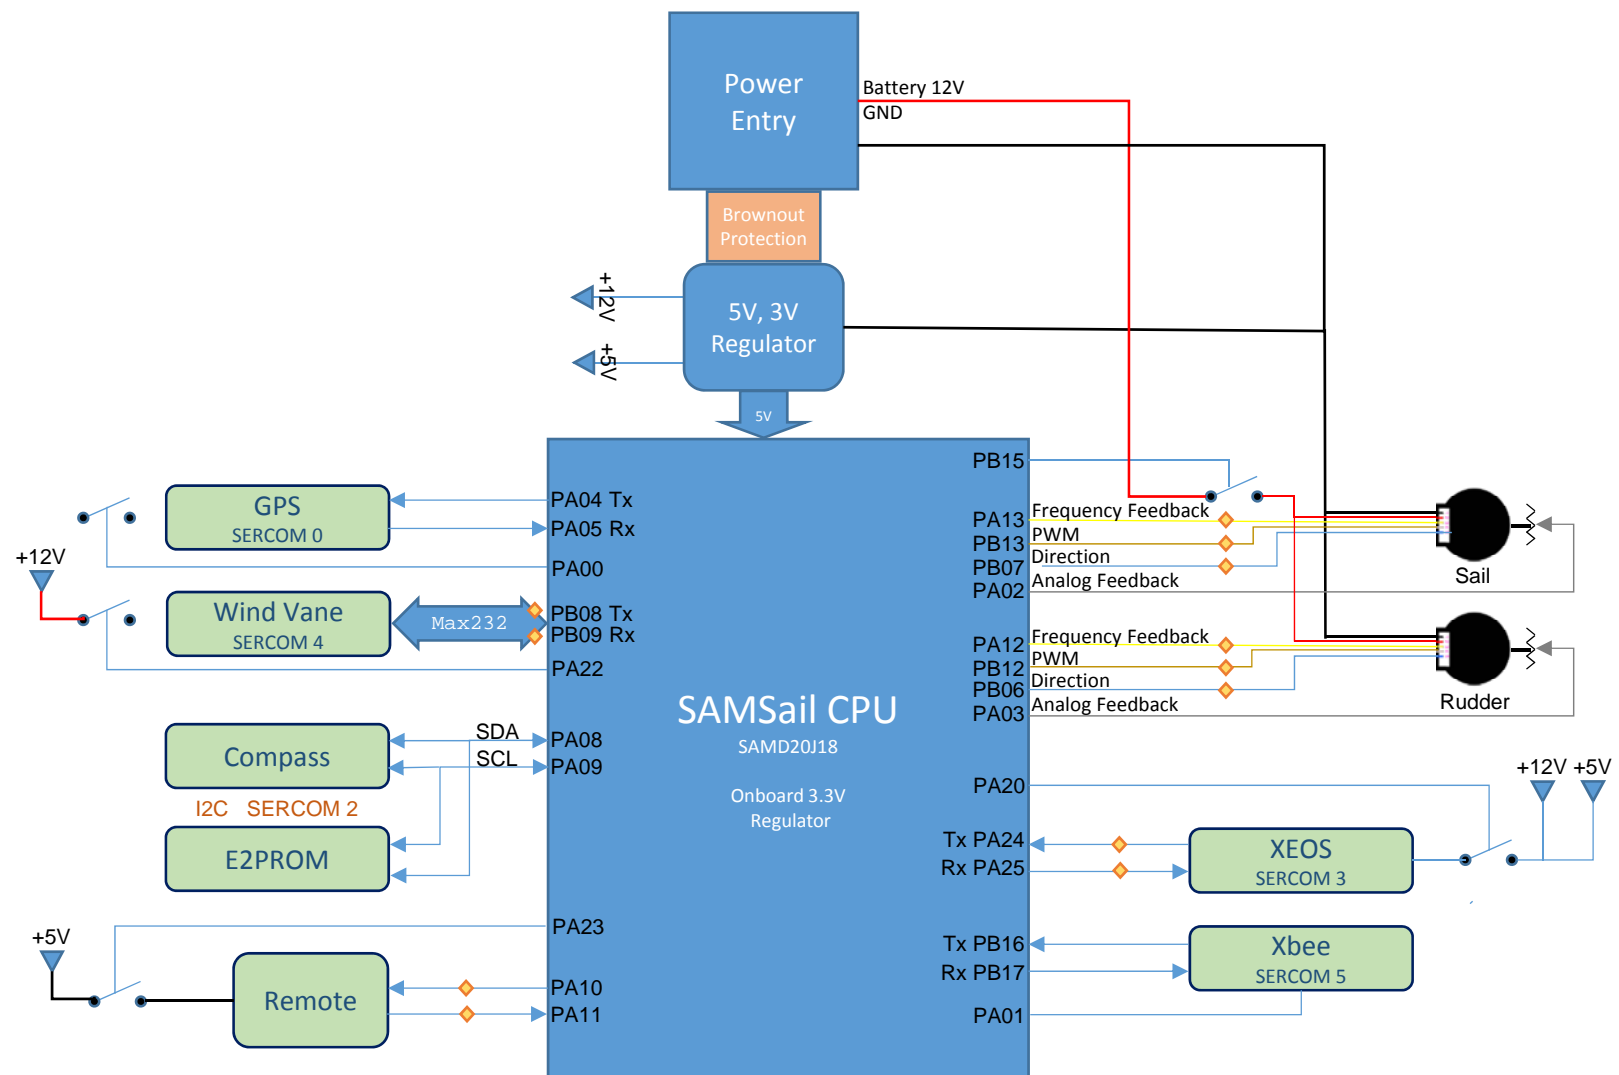 Power
Entry
Battery 12V
GND
Brownout
Protection
+12V
+5V
5V, 3V
Regulator
5V
GPS
SERCOM 0
PA04 Tx
PA05 Rx
PA00
+12V
Wind Vane
SERCOM 4
Max232
PB08 Tx
PB09 Rx
PA22
Compass
SDA
SCL
PA08
PA09
I2C SERCOM 2
E2PROM
+5V
PA23
Remote
PA10
PA11
SAMSail CPU
SAMD20J18
Onboard 3.3V
Regulator
PB15
PA13
Frequency Feedback
PB13
PWM
PB07
Direction
PA02
Analog Feedback
Sail
PA12
Frequency Feedback
PB12
PWM
PB06
Direction
PA03
Analog Feedback
Rudder
PA20
+12V +5V
Tx PA24
Rx PA25
XEOS
SERCOM 3
Tx PB16
Rx PB17
Xbee
SERCOM 5
PA01